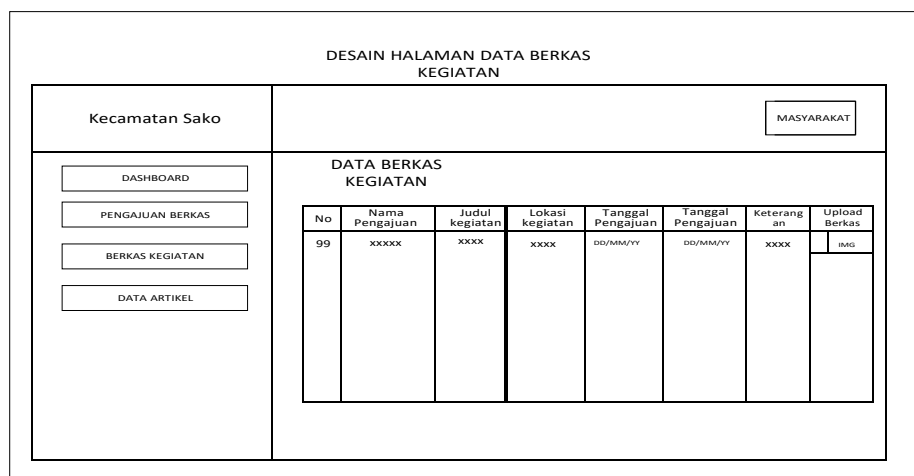 DESAIN HALAMAN DATA BERKAS
KEGIATAN
Kecamatan Sako
MASYARAKAT
DASHBOARD
PENGAJUAN BERKAS
BERKAS KEGIATAN
DATA ARTIKEL
DATA BERKAS
KEGIATAN
No
Nama
Pengajuan
Judul
kegiatan
Lokasi
kegiatan
Tanggal
Pengajuan
Tanggal
Pengajuan
Keterang
an
Upload
Berkas
99
xxxxx
xxxx
xxxx
DD/MM/YY
DD/MM/YY
xxxx
IMG